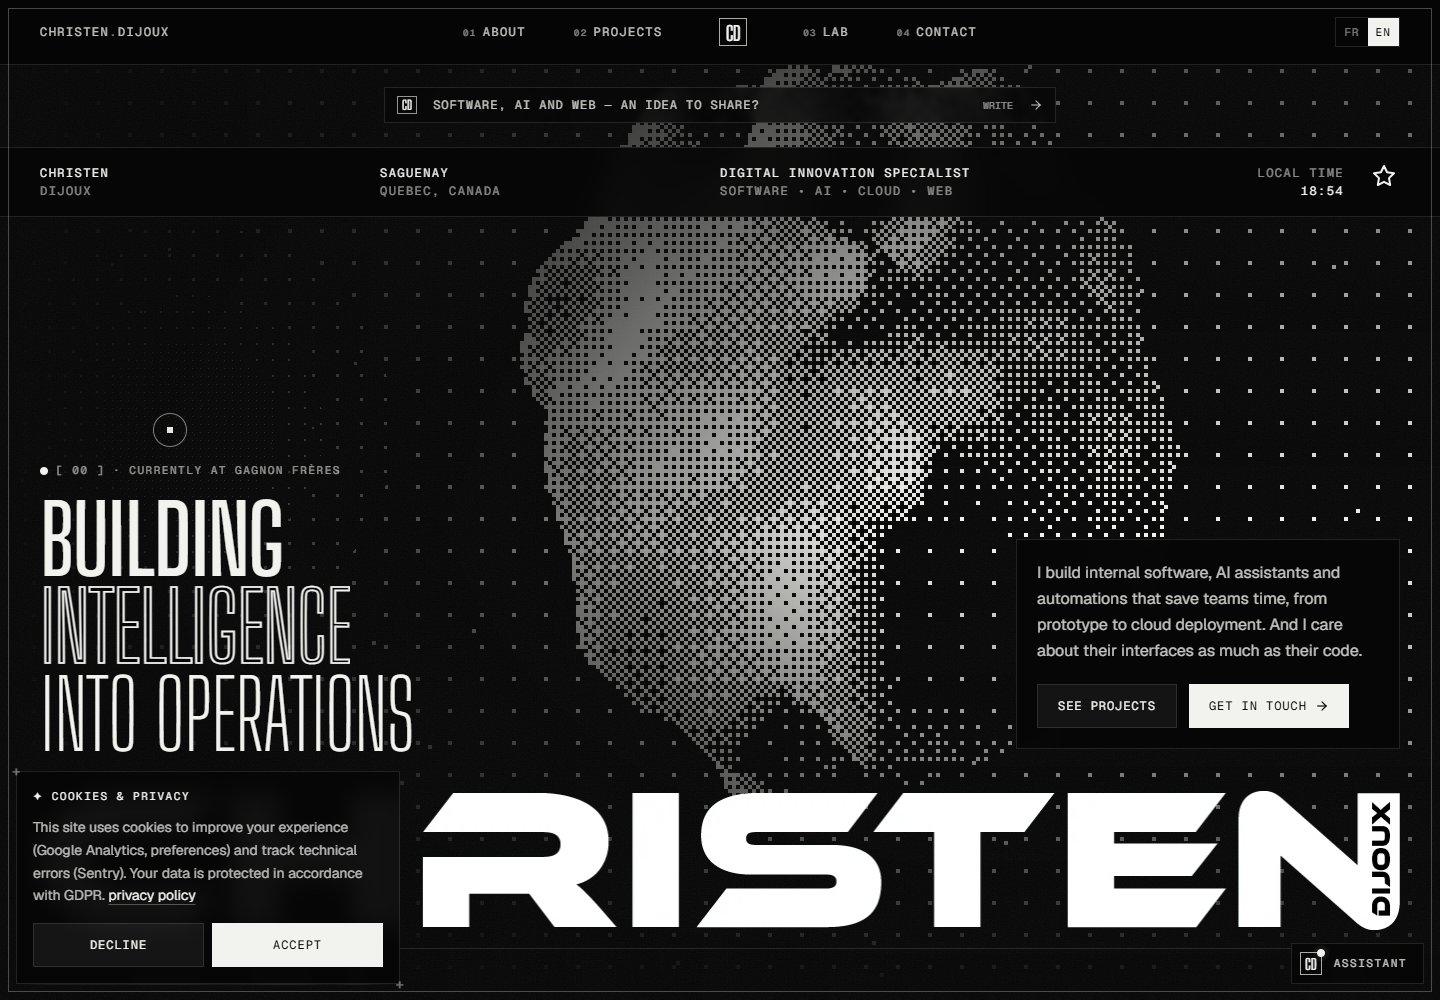 CHRISTEN.DIJOUX
01 ABOUT
02 PROJECTS
CD
03 LAB
04 CONTACT
FR EN
CD SOFTWARE, AI AND WEB — AN IDEA TO SHARE? WRITE →
CHRISTEN
DIJOUX
SAGUENAY
QUEBEC, CANADA
DIGITAL INNOVATION SPECIALIST
SOFTWARE • AI • CLOUD • WEB
LOCAL TIME
18:54
[ 00 ] · CURRENTLY AT GAGNON FRÈRES
BUILDING
INTELLIGENCE
INTO OPERATIONS
I build internal software, AI assistants and
automations that save teams time, from
prototype to cloud deployment. And I care
about their interfaces as much as their code.
SEE PROJECTS
GET IN TOUCH →
✦ COOKIES & PRIVACY
This site uses cookies to improve your experience
(Google Analytics, preferences) and track technical
errors (Sentry). Your data is protected in accordance
with GDPR. privacy policy
DECLINE
ACCEPT
RISTEN
DIJOUX
CD ASSISTANT